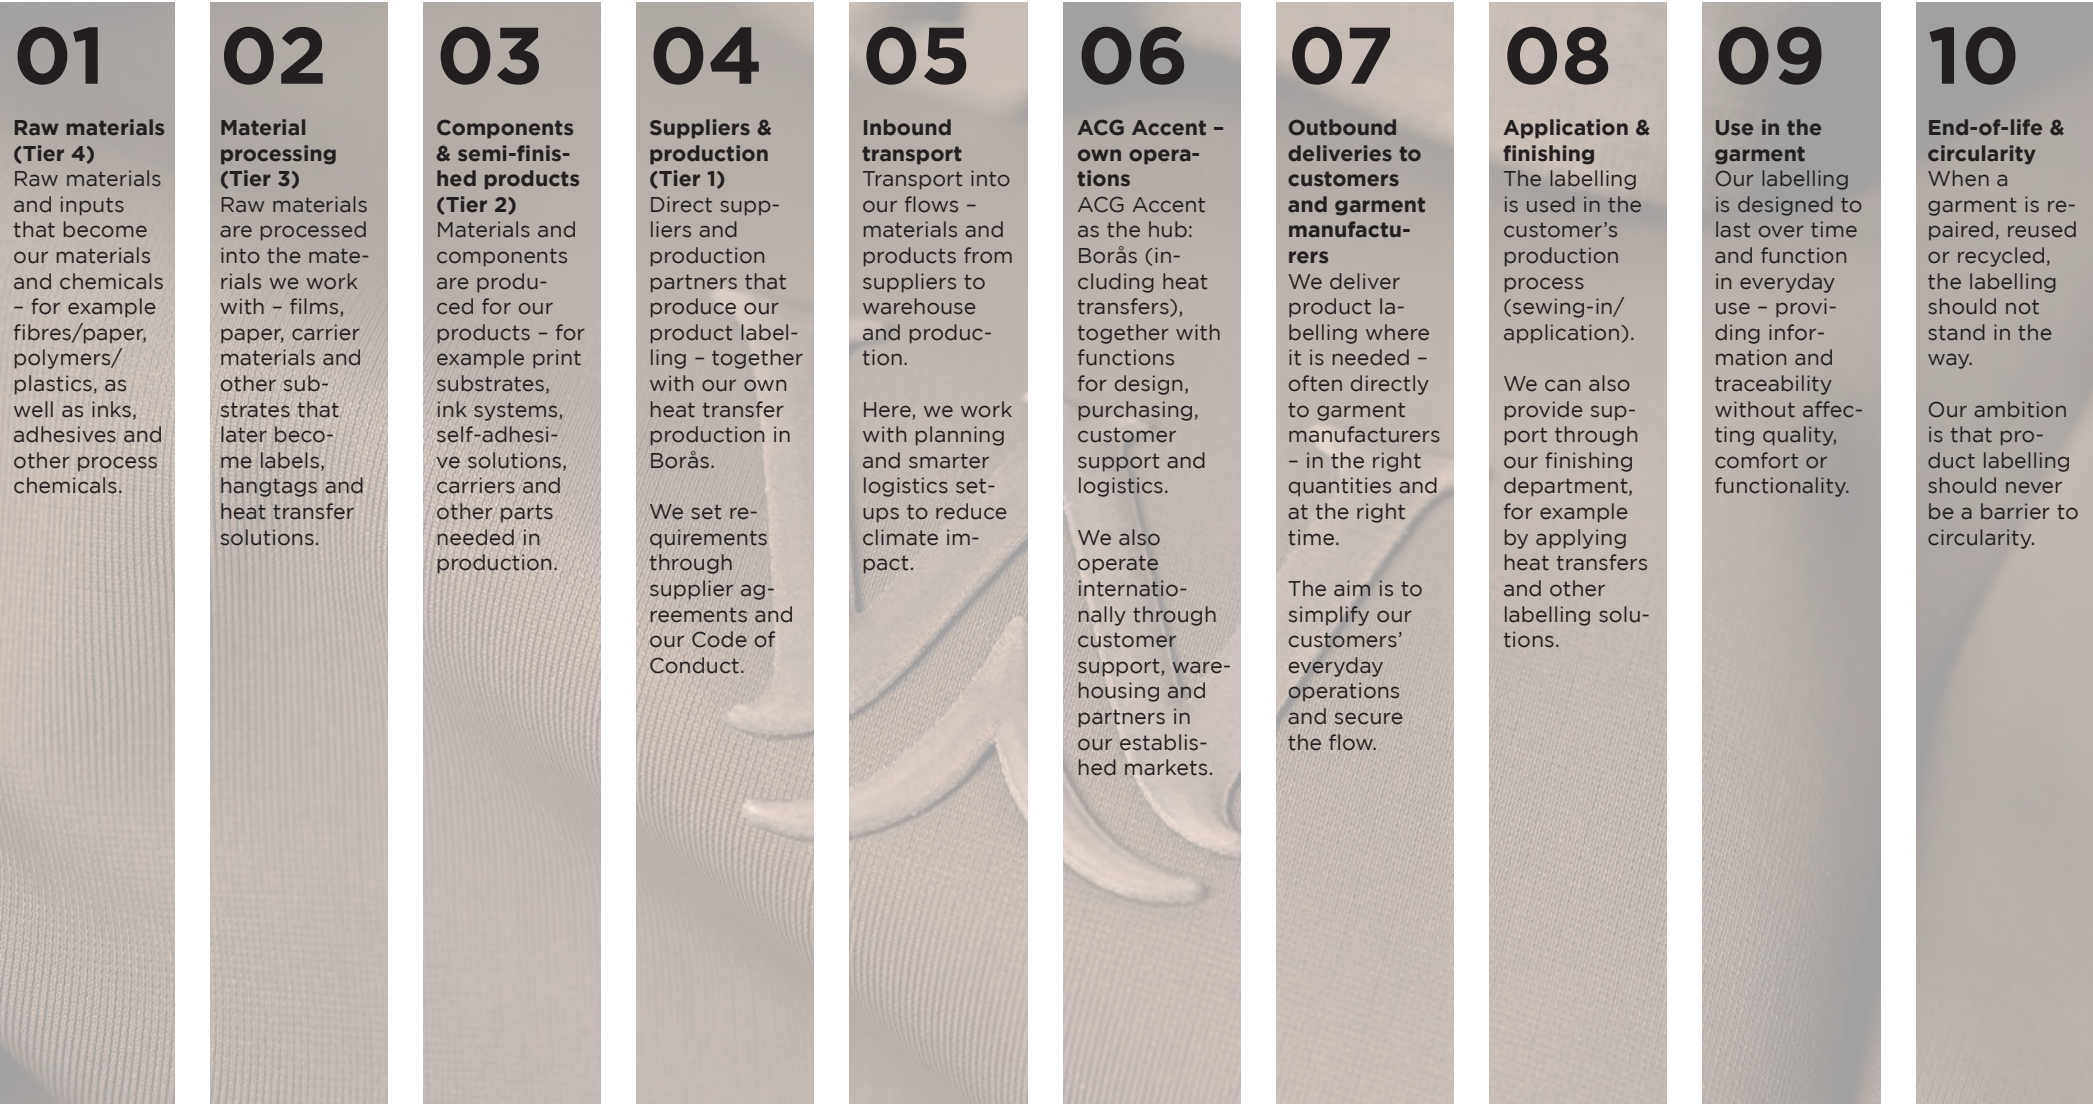 01
Raw materials
(Tier 4)
Raw materials
and inputs
that become
our materials
and chemicals
– for example
fibres/paper,
polymers/
plastics, as
well as inks,
adhesives and
other process
chemicals.
02
Material
processing
(Tier 3)
Raw materials
are processed
into the mate-
rials we work
with – films,
paper, carrier
materials and
other sub-
strates that
later beco-
me labels,
hangtags and
heat transfer
solutions.
03
Components
& semi-finis-
hed products
(Tier 2)
Materials and
components
are produ-
ced for our
products – for
example print
substrates,
ink systems,
self-adhesi-
ve solutions,
carriers and
other parts
needed in
production.
04
Suppliers &
production
(Tier 1)
Direct supp-
liers and
production
partners that
produce our
product label-
ling – together
with our own
heat transfer
production in
Borås.
We set re-
quirements
through
supplier ag-
reements and
our Code of
Conduct.
05
Inbound
transport
Transport into
our flows –
materials and
products from
suppliers to
warehouse
and produc-
tion.
Here, we work
with planning
and smarter
logistics set-
ups to reduce
climate im-
pact.
06
ACG Accent –
own opera-
tions
ACG Accent
as the hub:
Borås (in-
cluding heat
transfers),
together with
functions
for design,
purchasing,
customer
support and
logistics.
We also
operate
internatio-
nally through
customer
support, ware-
housing and
partners in
our establis-
hed markets.
07
Outbound
deliveries to
customers
and garment
manufactu-
rers
We deliver
product la-
belling where
it is needed –
often directly
to garment
manufacturers
– in the right
quantities and
at the right
time.
The aim is to
simplify our
customers’
everyday
operations
and secure
the flow.
08
Application &
finishing
The labelling
is used in the
customer’s
production
process
(sewing-in/
application).
We can also
provide sup-
port through
our finishing
department,
for example
by applying
heat transfers
and other
labelling solu-
tions.
09
Use in the
garment
Our labelling
is designed to
last over time
and function
in everyday
use – provi-
ding infor-
mation and
traceability
without affec-
ting quality,
comfort or
functionality.
10
End-of-life &
circularity
When a
garment is re-
paired, reused
or recycled,
the labelling
should not
stand in the
way.
Our ambition
is that pro-
duct labelling
should never
be a barrier to
circularity.